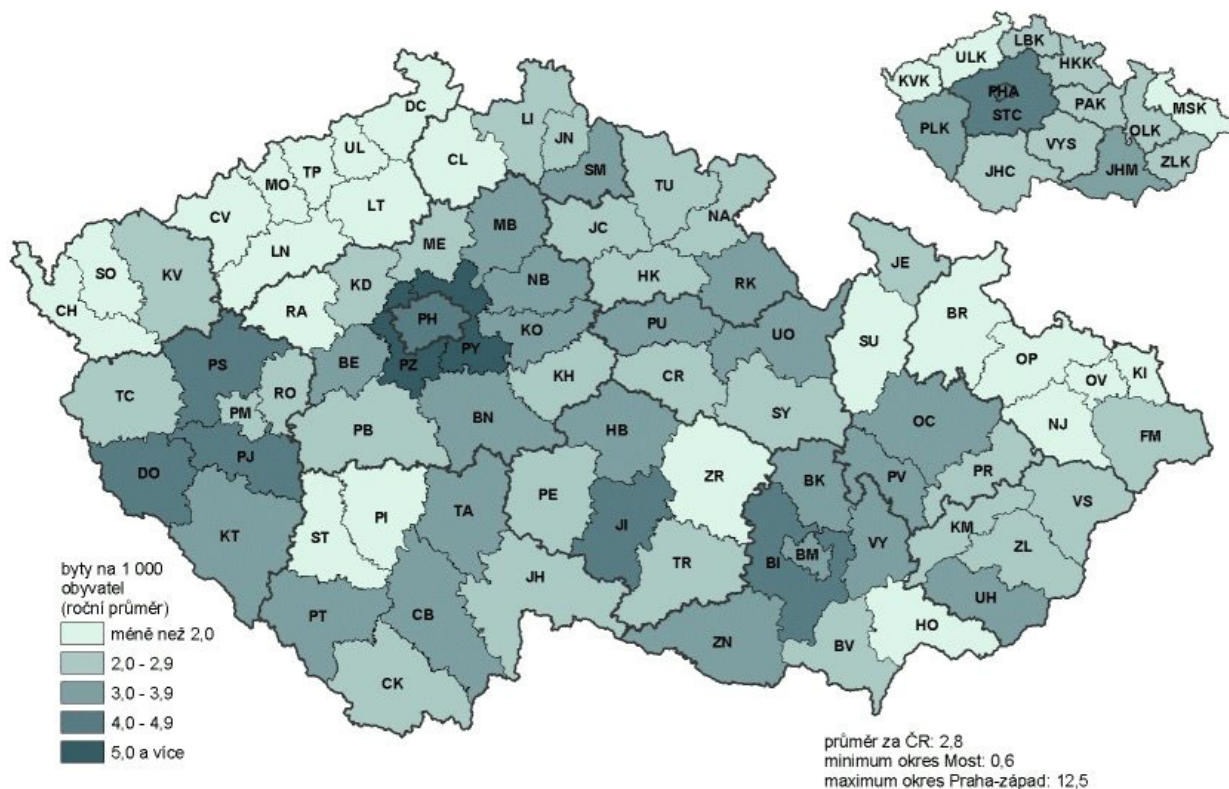 LBK
ULK
HKK
KVK
PHA
STC
PAK
MSK
PLK
OLK
VYS
ZLK
JHM
JHC
DC
LI
JN
UL
CL
SM
TP
MO
TU
LT
CV
MB
NA
JC
ME
LN
SO
KV
JE
KD
NB
HK
RK
CH
RA
BR
PH
KO
PU
UO
SU
OP
PS
BE
PZ
PY
KI
OV
TC
RO
KH
CR
PM
SY
OC
NJ
FM
PB
BN
HB
DO
PJ
PR
ZR
BK
PV
VS
PE
TA
PI
KT
ST
JI
KM
BM
VY
ZL
BI
TR
JH
UH
PT
CB
HO
ZN
BV
CK
byty na 1 000
obyvatel
(roční průměr)
méně než 2,0
2,0 - 2,9
3,0 - 3,9
4,0 - 4,9
5,0 a více
průměr za ČR: 2,8
minimum okres Most: 0,6
maximum okres Praha-západ: 12,5